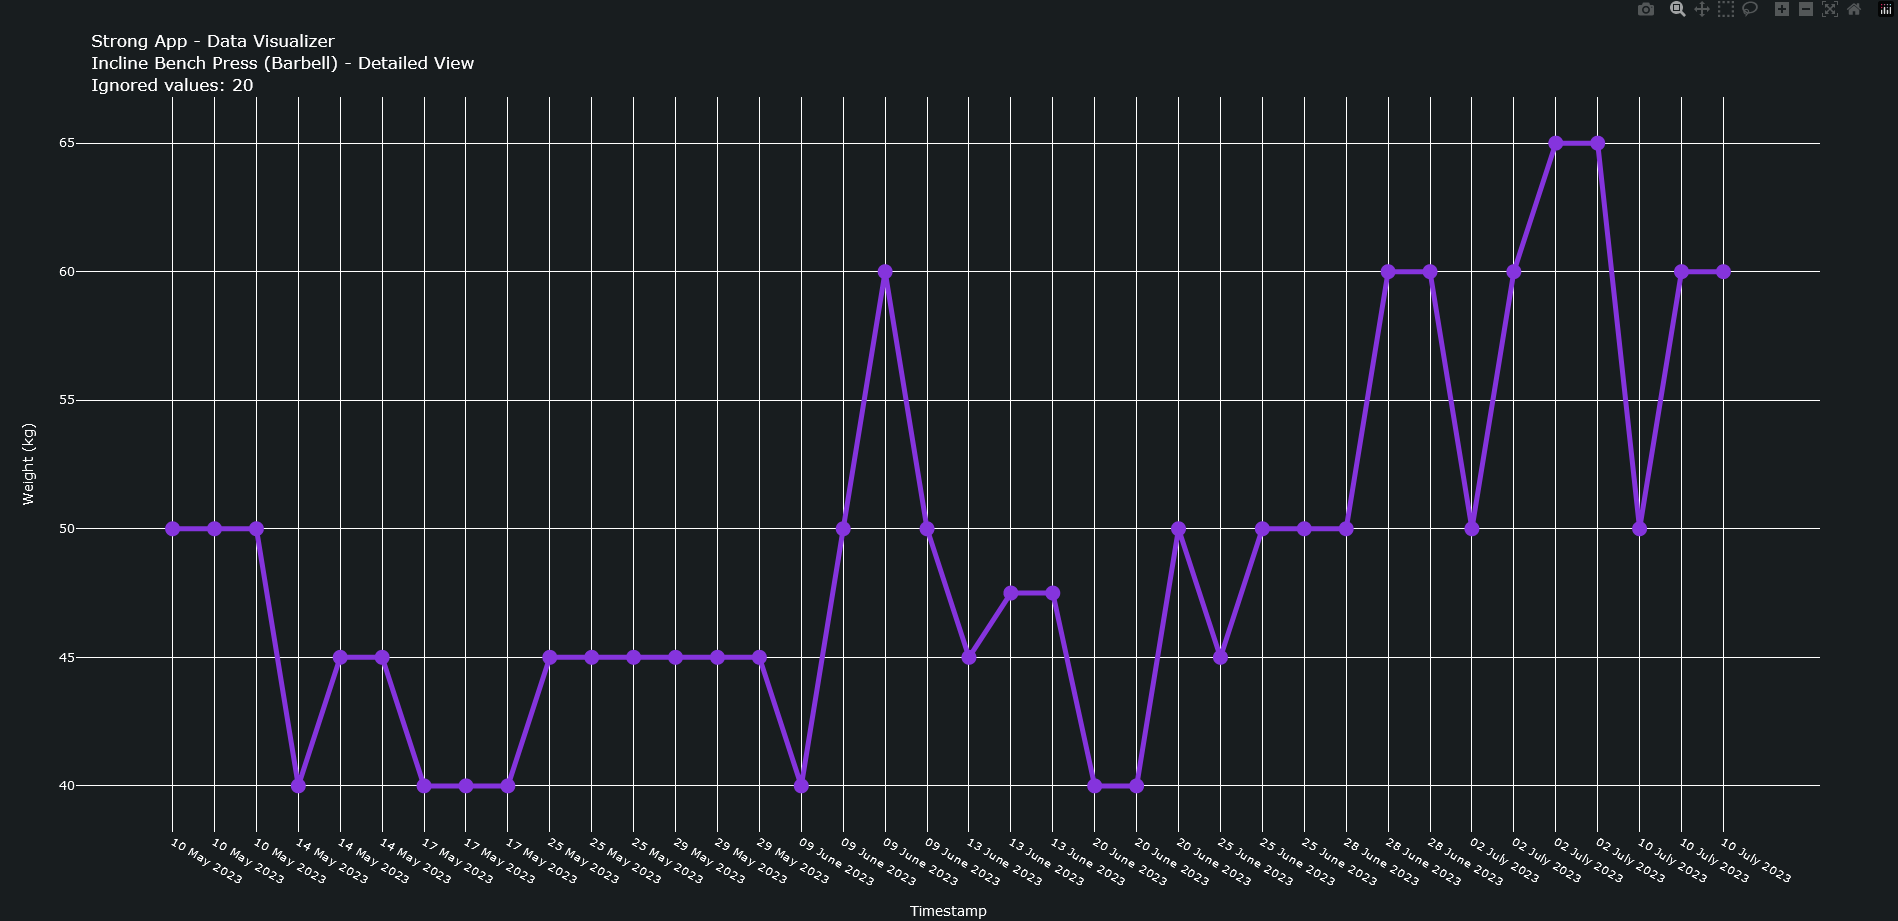 Strong App - Data Visualizer
Incline Bench Press (Barbell) - Detailed View
Ignored values: 20
65
60
55
50
45
40
Weight (kg)
10 May 2023
10 May 2023
10 May 2023
14 May 2023
14 May 2023
14 May 2023
17 May 2023
17 May 2023
17 May 2023
25 May 2023
25 May 2023
25 May 2023
29 May 2023
29 May 2023
29 May 2023
09 June 2023
09 June 2023
09 June 2023
09 June 2023
13 June 2023
13 June 2023
13 June 2023
20 June 2023
20 June 2023
20 June 2023
25 June 2023
25 June 2023
25 June 2023
28 June 2023
28 June 2023
28 June 2023
02 July 2023
02 July 2023
02 July 2023
02 July 2023
10 July 2023
10 July 2023
10 July 2023
Timestamp